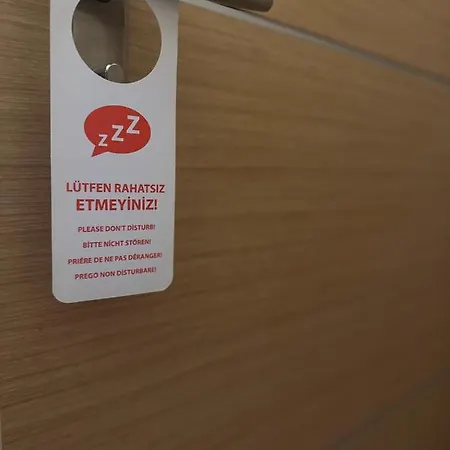 zzZ
LÜTFEN RAHATSIZ
ETMEYİNİZ!
PLEASE DON'T DISTURB!
BITTE NICHT STÖREN!
PRIÈRE DE NE PAS DÉRANGER!
PREGO NON DISTURBARE!